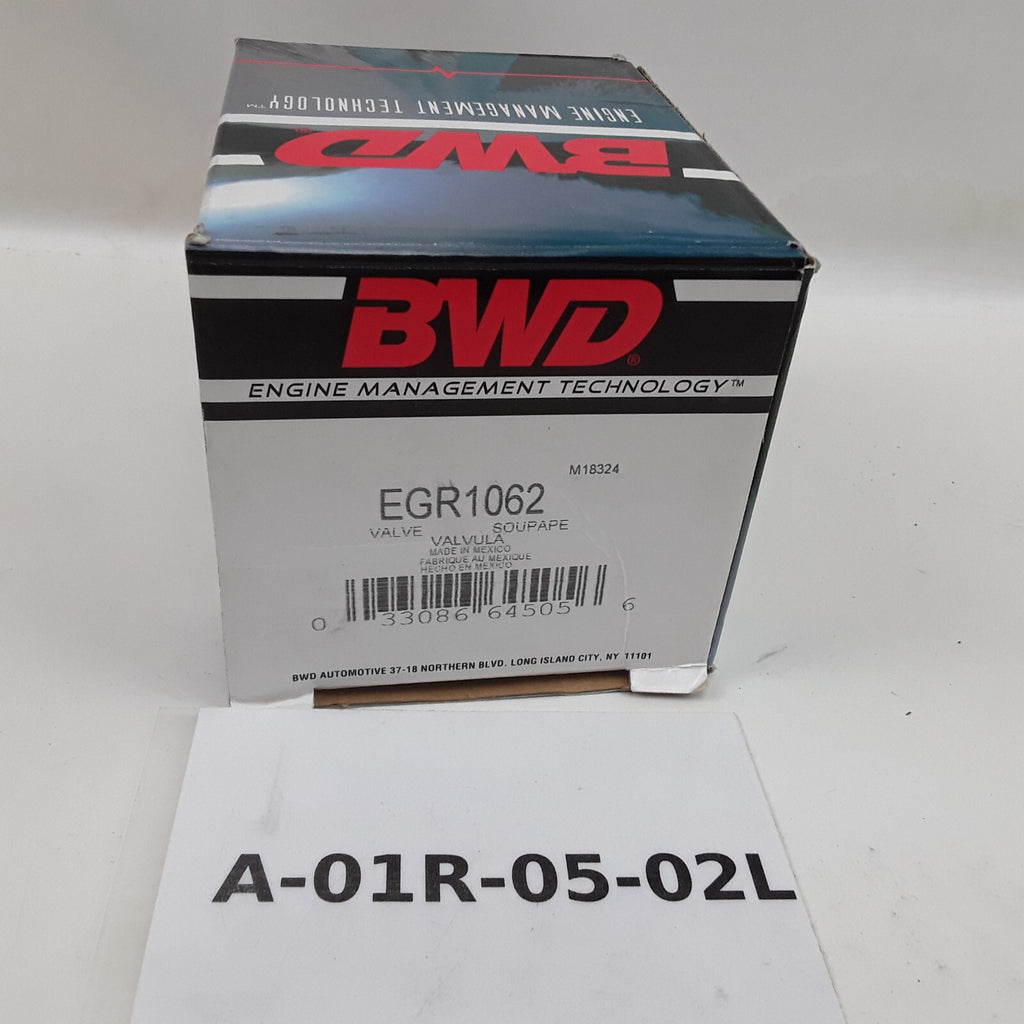 ENGINE MANAGEMENT TECHNOLOGY™
BWD®
BWD®
ENGINE MANAGEMENT TECHNOLOGY™
M18324
EGR1062
VALVE SOUPAPE
VALVULA
MADE IN MEXICO
FABRIQUE AU MEXIQUE
HECHO EN MEXICO
0 33086 64505 6
BWD AUTOMOTIVE 37-18 NORTHERN BLVD. LONG ISLAND CITY, NY 11101
A-01R-05-02L